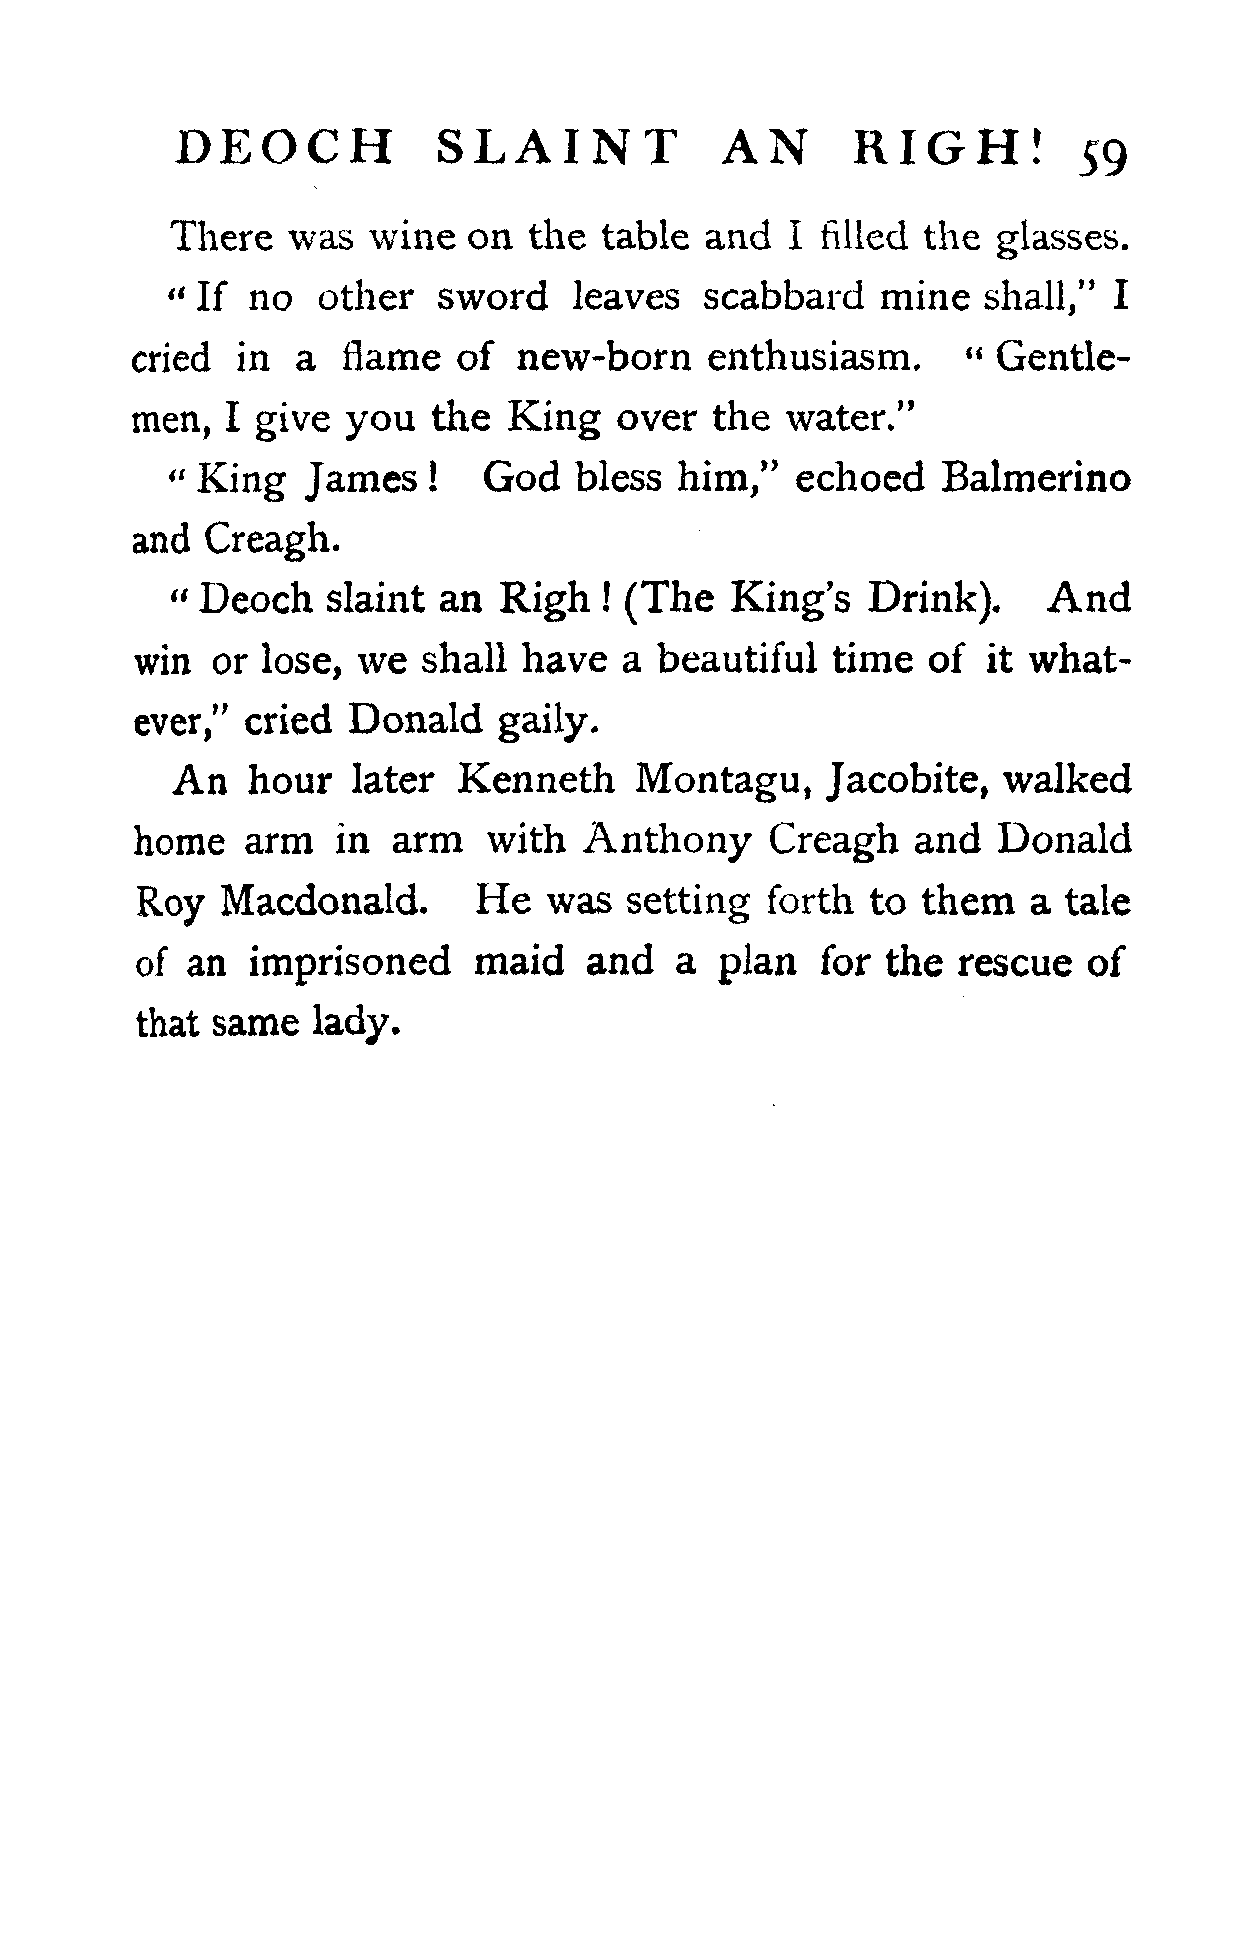 DEOCH SLAINT AN RIGH! 59
There was wine on the table and I filled the glasses.
“ If no other sword leaves scabbard mine shall,” I
cried in a flame of new-born enthusiasm. “ Gentle-
men, I give you the King over the water.”
“ King James ! God bless him,” echoed Balmerino
and Creagh.
“ Deoch slaint an Righ ! (The King's Drink). And
win or lose, we shall have a beautiful time of it what-
ever,” cried Donald gaily.
An hour later Kenneth Montagu, Jacobite, walked
home arm in arm with Anthony Creagh and Donald
Roy Macdonald. He was setting forth to them a tale
of an imprisoned maid and a plan for the rescue of
that same lady.